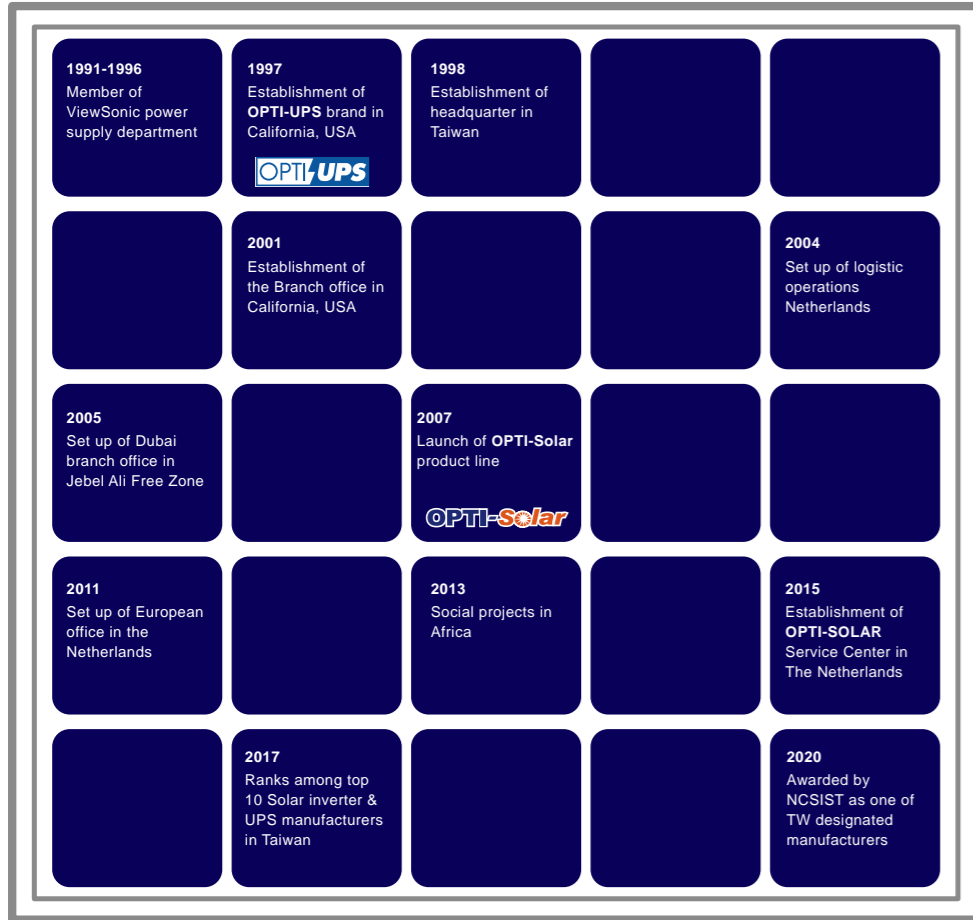 1991-1996
Member of
ViewSonic power
supply department
1997
Establishment of
OPTI-UPS brand in
California, USA
OPTI-UPS
1998
Establishment of
headquarter in
Taiwan
2001
Establishment of
the Branch office in
California, USA
2004
Set up of logistic
operations
Netherlands
2005
Set up of Dubai
branch office in
Jebel Ali Free Zone
2007
Launch of OPTI-Solar
product line
OPTI-Solar
2011
Set up of European
office in the
Netherlands
2013
Social projects in
Africa
2015
Establishment of
OPTI-SOLAR
Service Center in
The Netherlands
2017
Ranks among top
10 Solar inverter &
UPS manufacturers
in Taiwan
2020
Awarded by
NCSIST as one of
TW designated
manufacturers